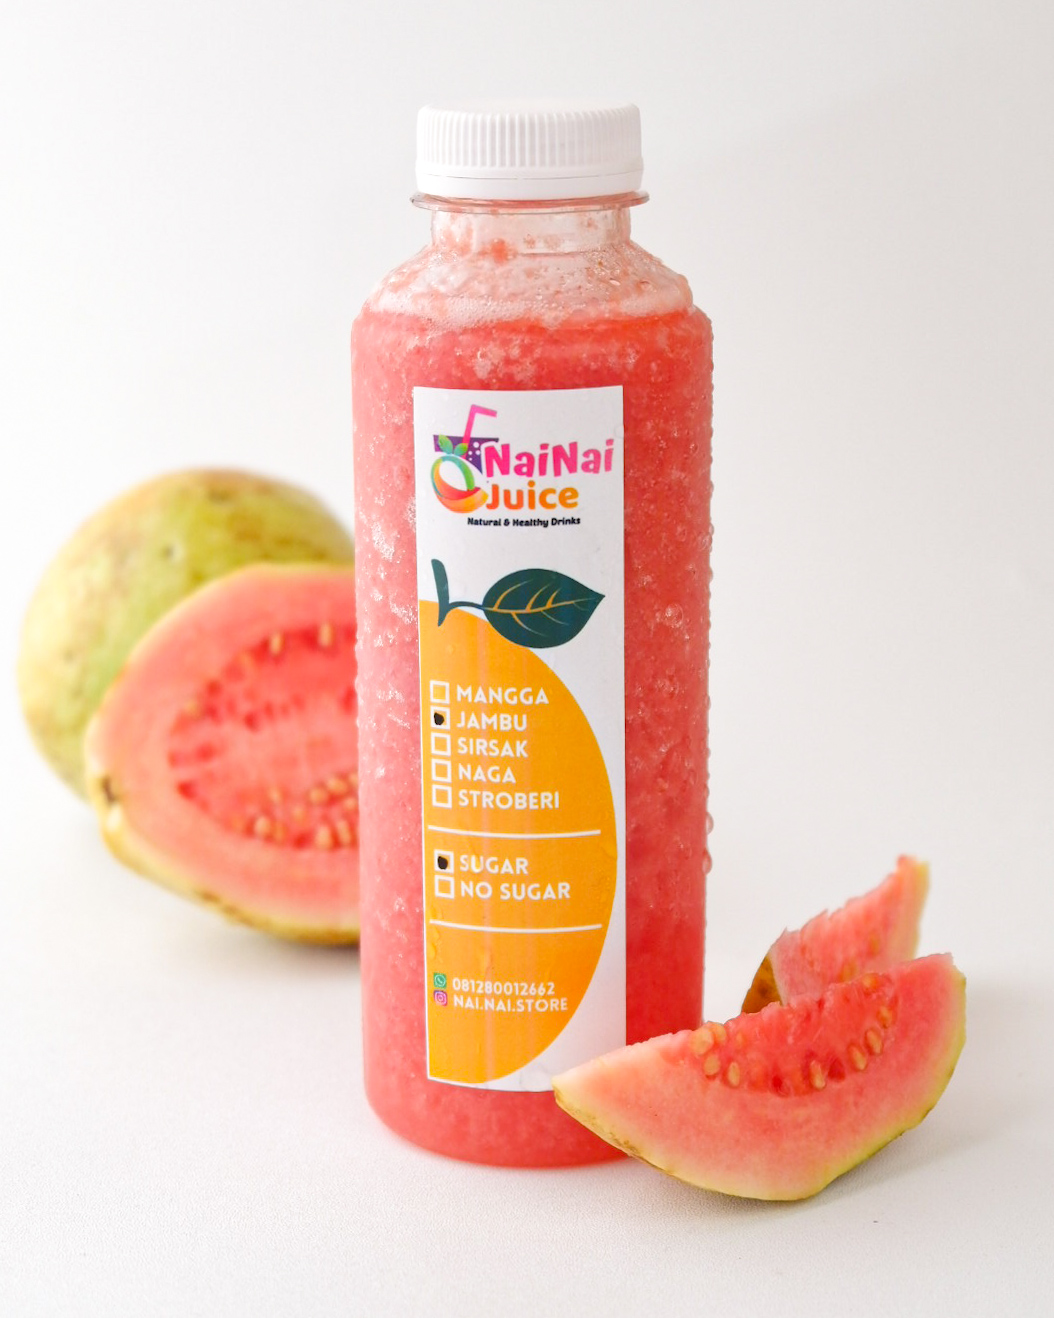 NaiNai
Juice
Natural & Healthy Drinks
MANGGA
JAMBU
SIRSAK
NAGA
STROBERI
SUGAR
NO SUGAR
081280012662
NAI.NAI.STORE